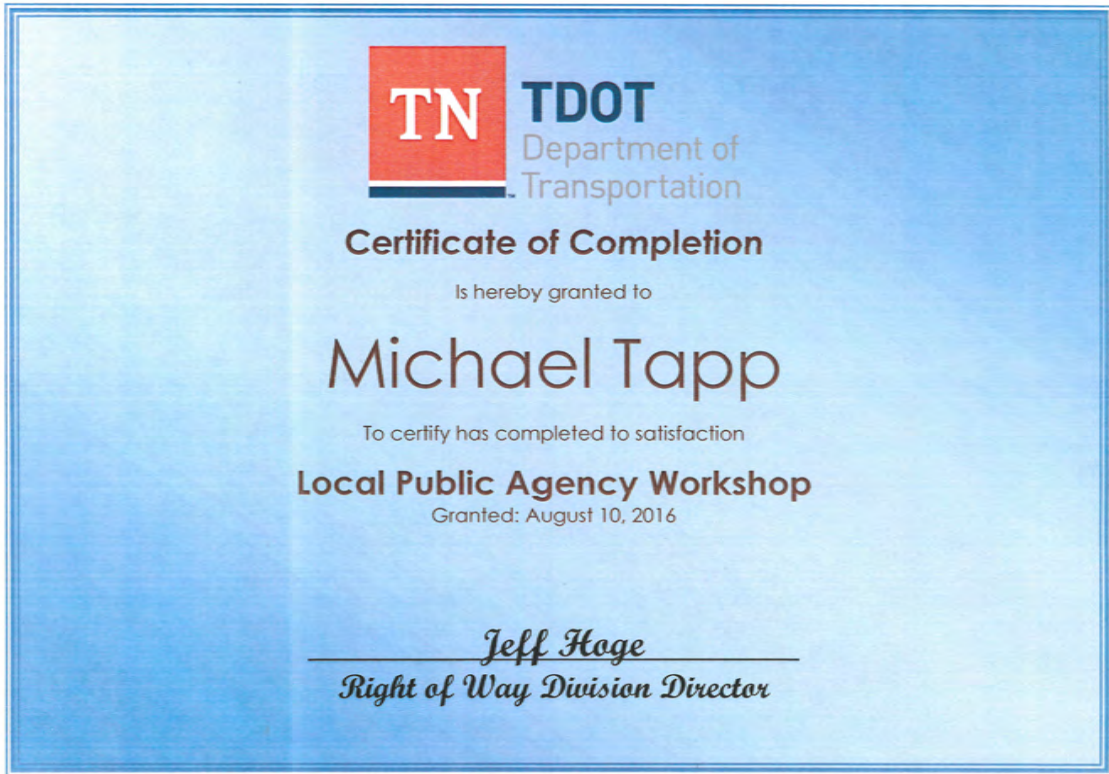 TN
TDOT
Department of
Transportation
Certificate of Completion
Is hereby granted to
Michael Tapp
To certify has completed to satisfaction
Local Public Agency Workshop
Granted: August 10, 2016
Jeff Hoge
Right of Way Division Director